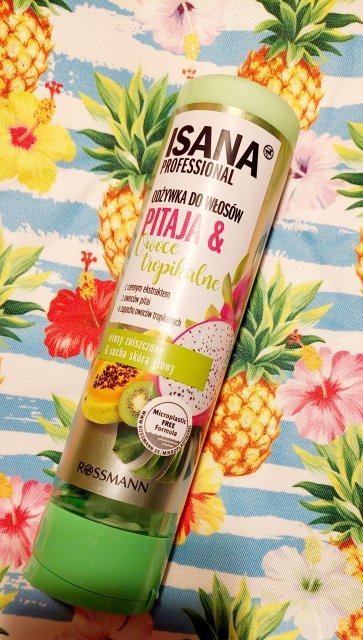 ISANA®
PROFESSIONAL
ODŻYWKA DO WŁOSÓW
PITAJA &
Owoce
tropikalne
z cennym ekstraktem
z owoców pitai
o zapachu owoców tropikalnych
włosy zniszczone
& sucha skóra głowy
Microplastic
FREE
Formula
ROSSMANN